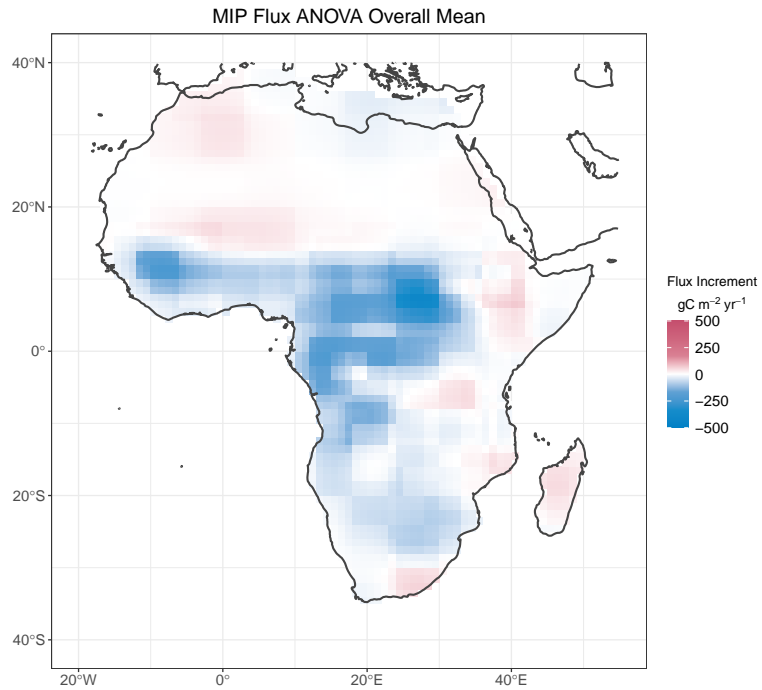 MIP Flux ANOVA Overall Mean
40°N
20°N
0°
20°S
40°S
20°W
0°
20°E
40°E
Flux Increment
gC m⁻² yr⁻¹
500
250
0
−250
−500